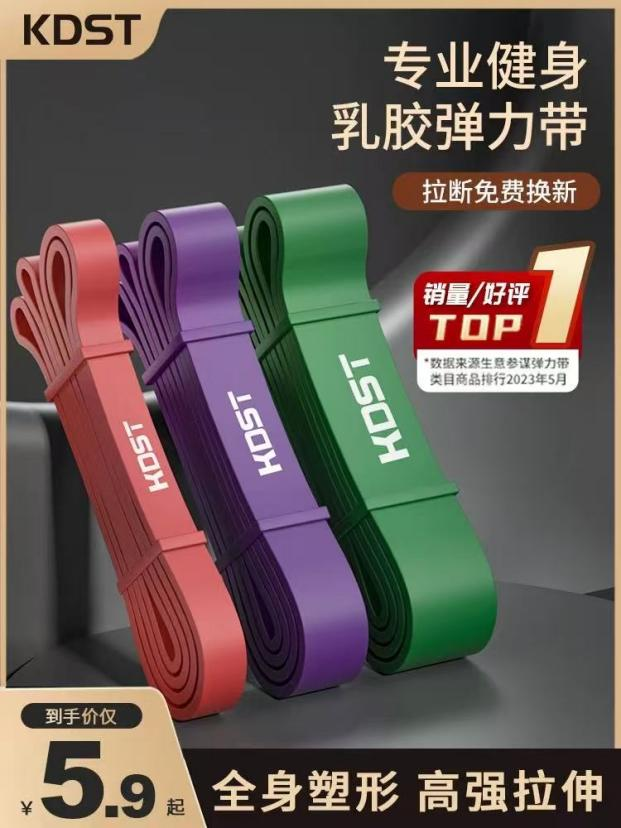 KDST
专业健身
乳胶弹力带
拉断免费换新
销量/好评
TOP1
*数据来源生意参谋弹力带
类目商品排行2023年5月
KDST
KDST
KDST
到手价仅
¥5.9起
全身塑形 高强拉伸